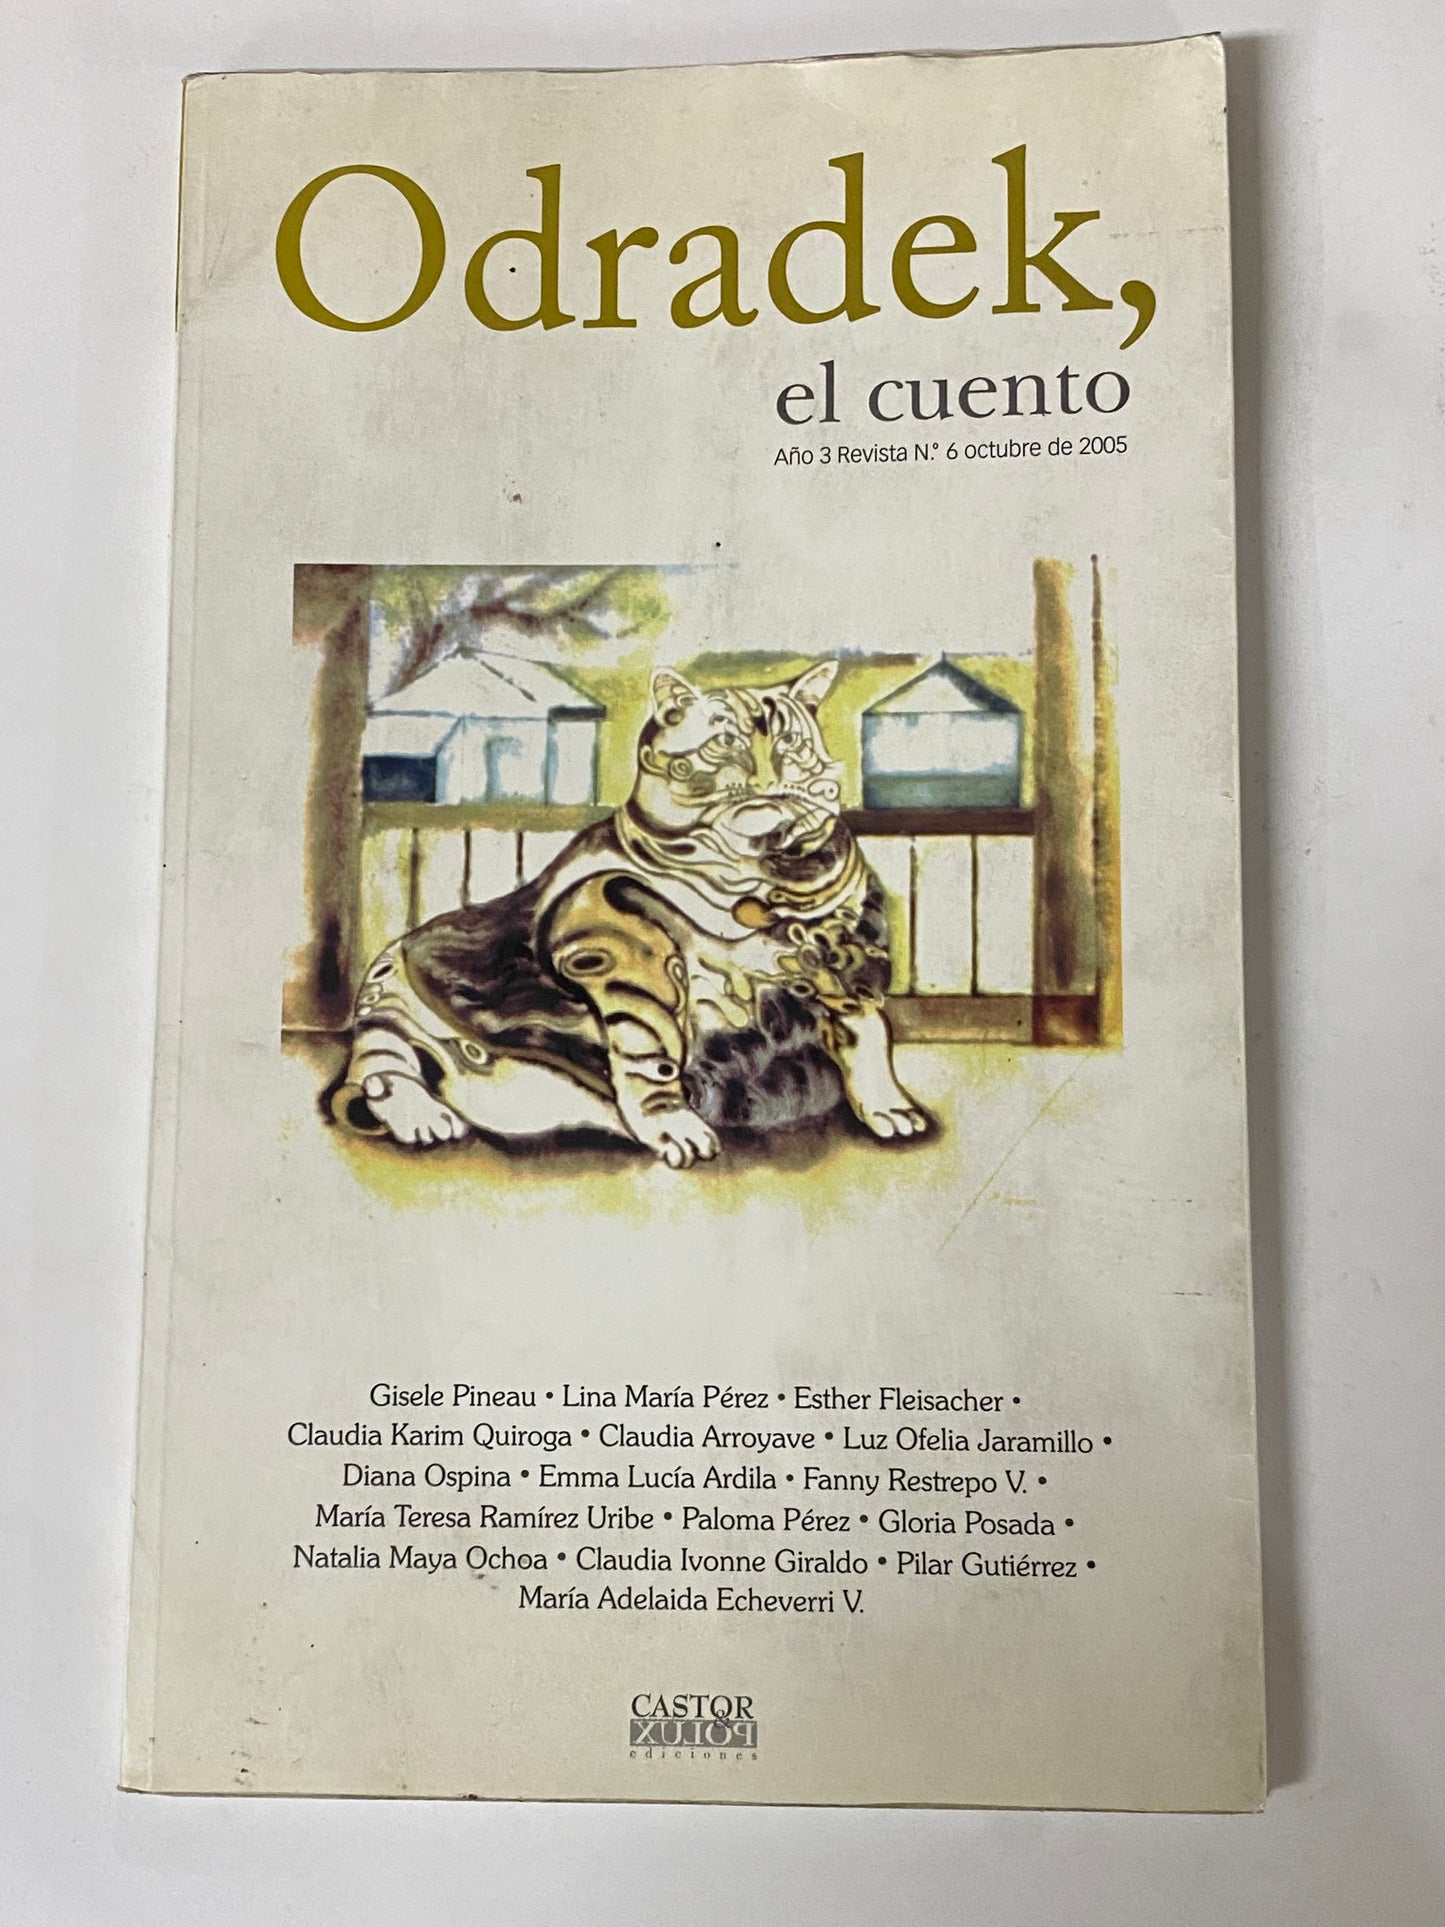 Odradek,
el cuento
Año 3 Revista N.º 6 octubre de 2005
Gisele Pineau • Lina María Pérez • Esther Fleisacher •
Claudia Karim Quiroga • Claudia Arroyave • Luz Ofelia Jaramillo •
Diana Ospina • Emma Lucía Ardila • Fanny Restrepo V. •
María Teresa Ramírez Uribe • Paloma Pérez • Gloria Posada •
Natalia Maya Ochoa • Claudia Ivonne Giraldo • Pilar Gutiérrez •
María Adelaida Echeverri V.
CASTOR
&
POLUX
ediciones